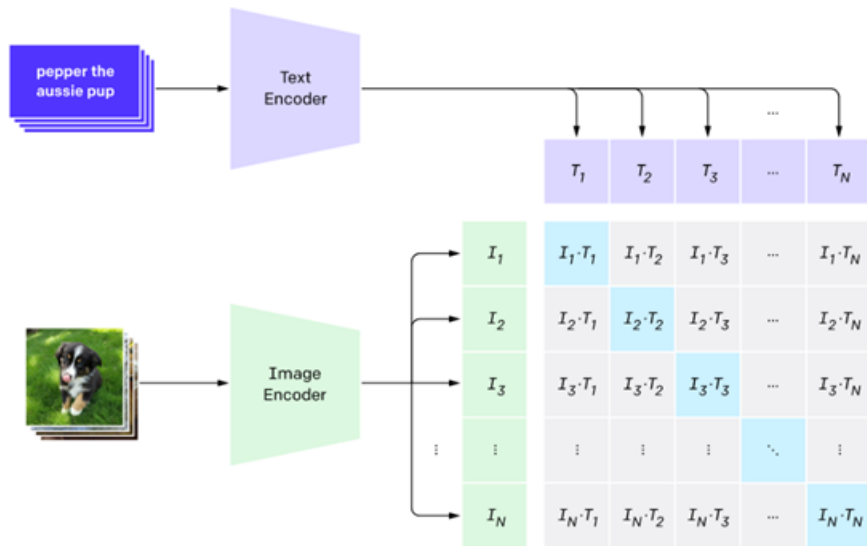 pepper the
aussie pup
Text
Encoder
...
T1 T2 T3 ... TN
I1 I1·T1 I1·T2 I1·T3 ... I1·TN
I2 I2·T1 I2·T2 I2·T3 ... I2·TN
Image
Encoder
I3 I3·T1 I3·T2 I3·T3 ... I3·TN
⋮ ⋮ ⋮ ⋮ ⋮ ⋱ ⋮
IN IN·T1 IN·T2 IN·T3 ... IN·TN